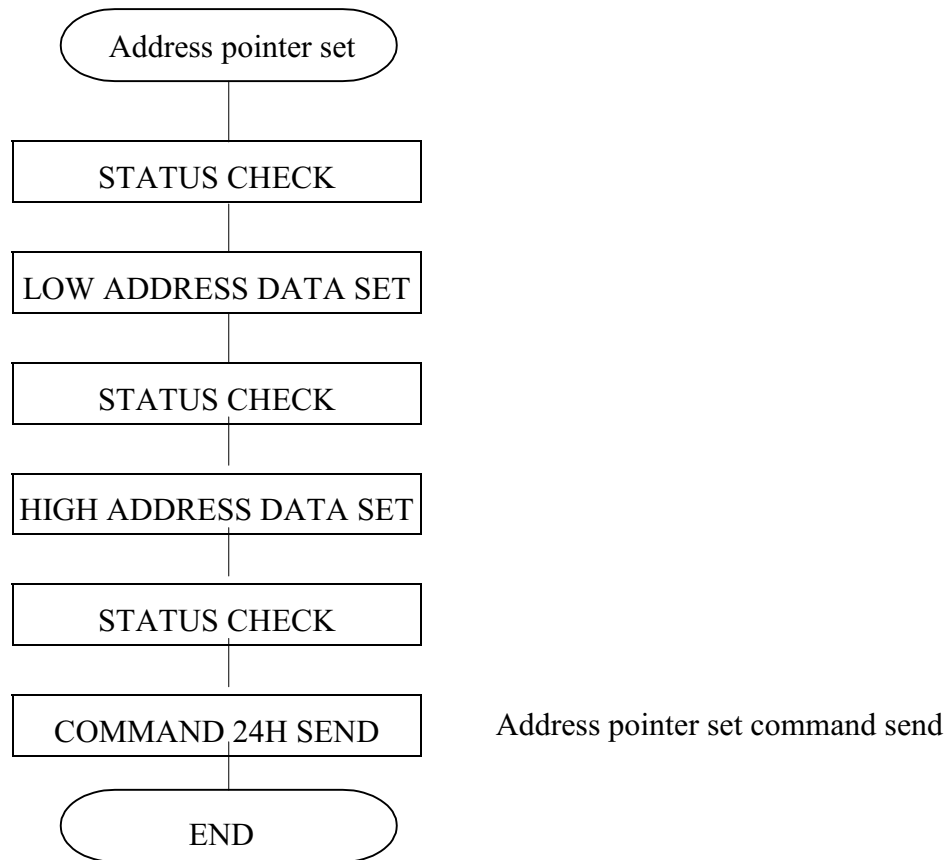 Address pointer set
STATUS CHECK
LOW ADDRESS DATA SET
STATUS CHECK
HIGH ADDRESS DATA SET
STATUS CHECK
COMMAND 24H SEND
Address pointer set command send
END